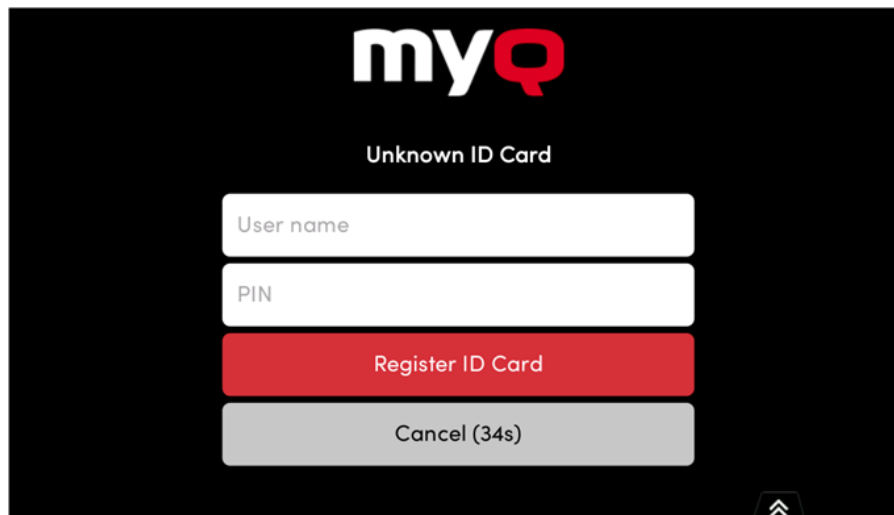 myQ
Unknown ID Card
User name
PIN
Register ID Card
Cancel (34s)